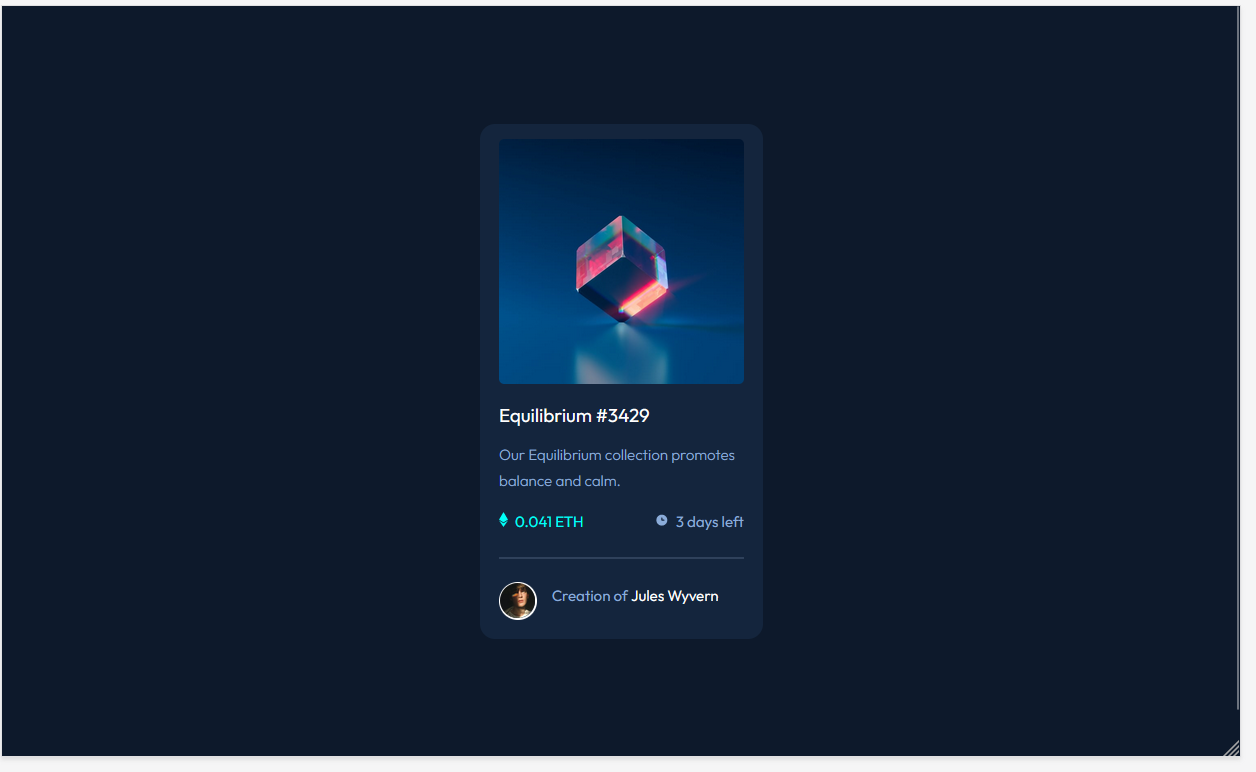 Equilibrium #3429
Our Equilibrium collection promotes
balance and calm.
0.041 ETH
3 days left
Creation of Jules Wyvern